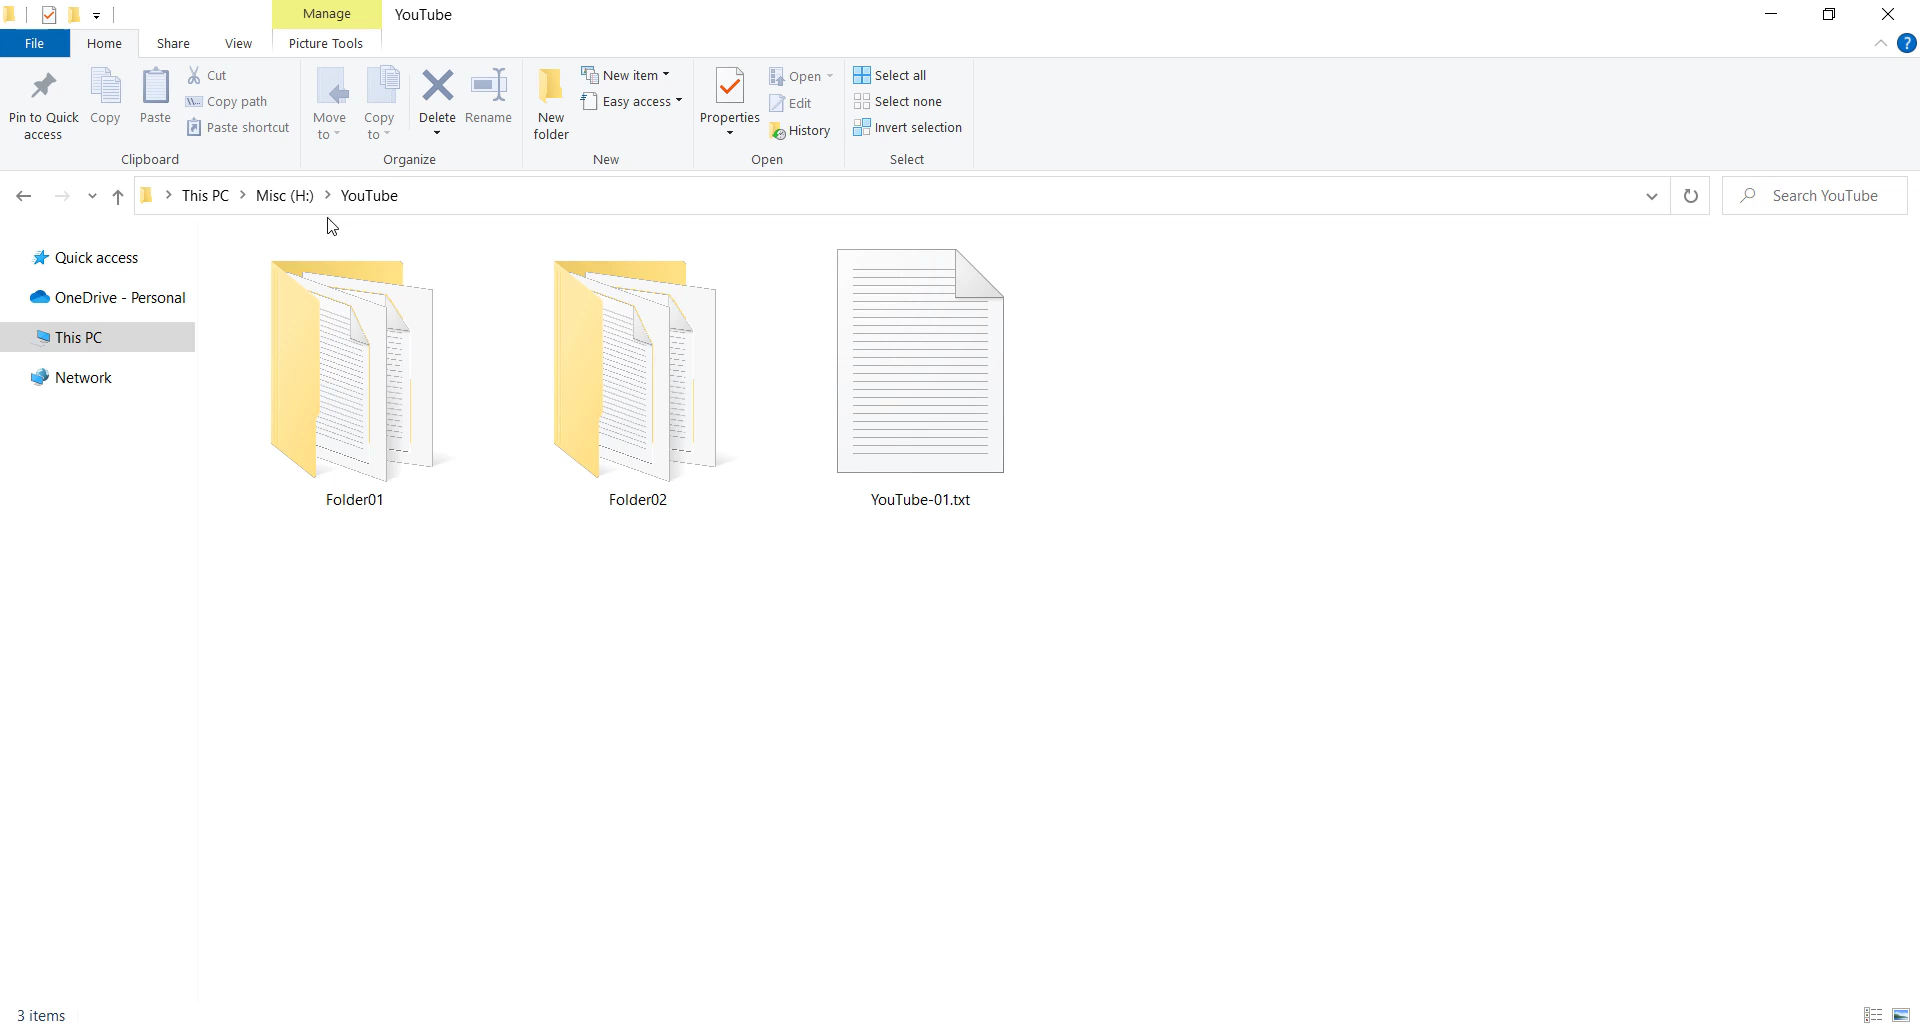 Manage
YouTube
File
Home
Share
View
Picture Tools
?
Pin to Quick access
Copy
Paste
Cut
Copy path
Paste shortcut
Clipboard
Move to
Copy to
Delete
Rename
Organize
New folder
New item
Easy access
New
Properties
Open
Edit
History
Open
Select all
Select none
Invert selection
Select
This PC > Misc (H:) > YouTube
Search YouTube
Quick access
OneDrive - Personal
This PC
Network
Folder01
Folder02
YouTube-01.txt
3 items